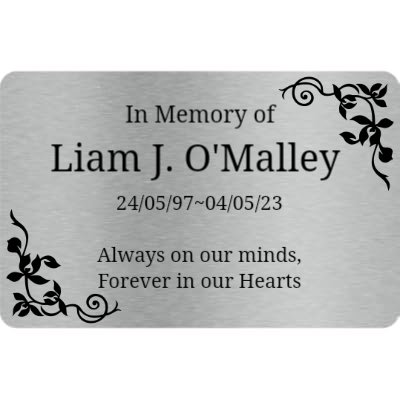 In Memory of
Liam J. O'Malley
24/05/97~04/05/23
Always on our minds,
Forever in our Hearts